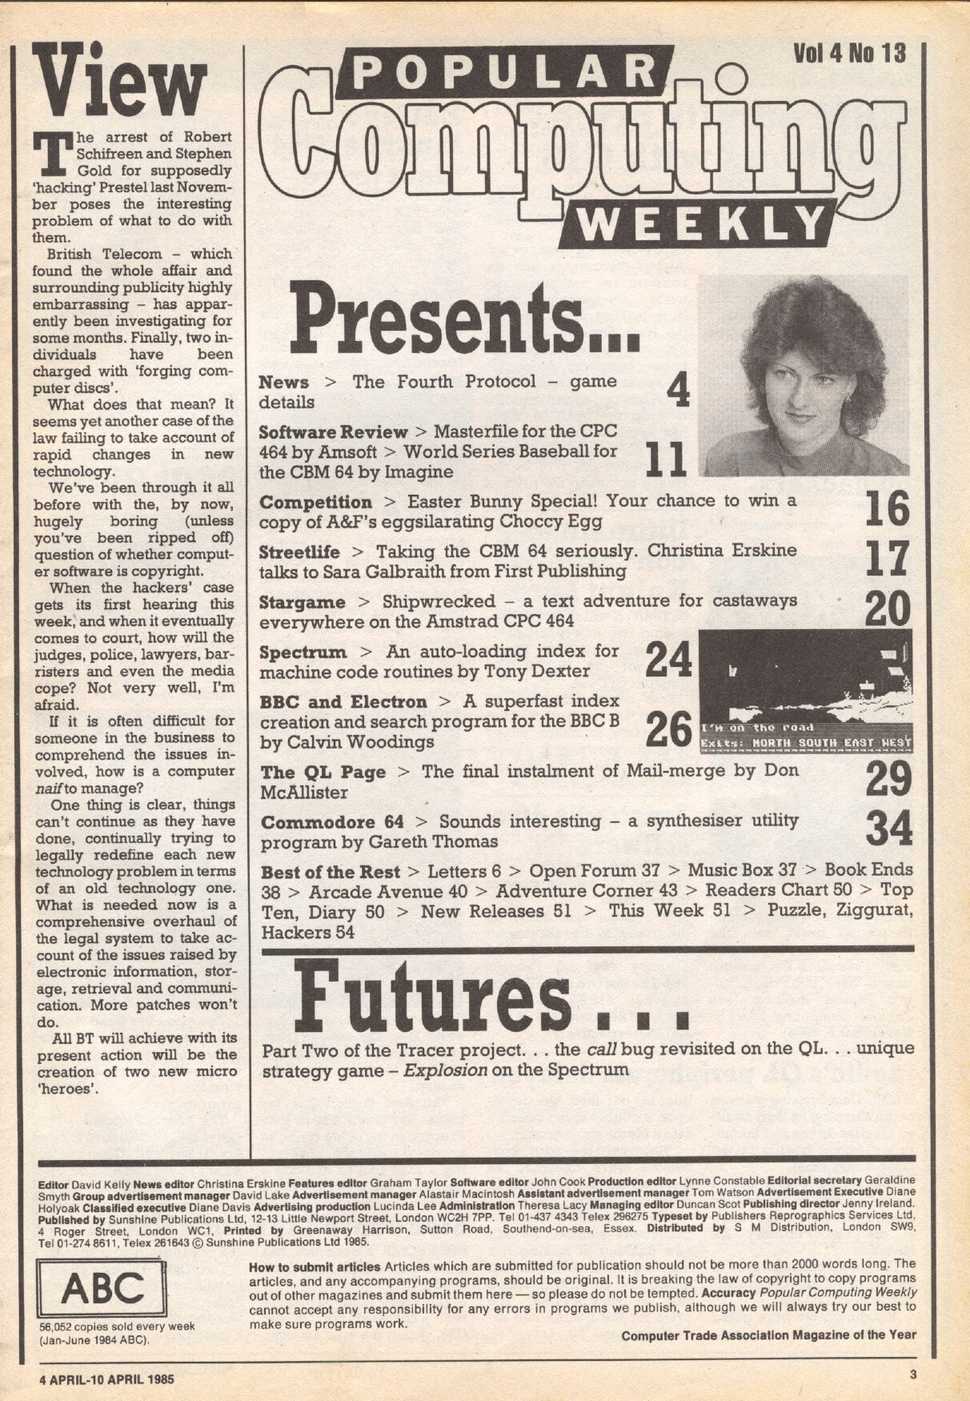 View
The arrest of Robert
Schifreen and Stephen
Gold for supposedly
'hacking' Prestel last Novem-
ber poses the interesting
problem of what to do with
them.
British Telecom – which
found the whole affair and
surrounding publicity highly
embarrassing – has appar-
ently been investigating for
some months. Finally, two in-
dividuals have been
charged with 'forging com-
puter discs'.
What does that mean? It
seems yet another case of the
law failing to take account of
rapid changes in new
technology.
We've been through it all
before with the, by now,
hugely boring (unless
you've been ripped off)
question of whether comput-
er software is copyright.
When the hackers' case
gets its first hearing this
week, and when it eventually
comes to court, how will the
judges, police, lawyers, bar-
risters and even the media
cope? Not very well, I'm
afraid.
If it is often difficult for
someone in the business to
comprehend the issues in-
volved, how is a computer
naif to manage?
One thing is clear, things
can't continue as they have
done, continually trying to
legally redefine each new
technology problem in terms
of an old technology one.
What is needed now is a
comprehensive overhaul of
the legal system to take ac-
count of the issues raised by
electronic information, stor-
age, retrieval and communi-
cation. More patches won't
do.
All BT will achieve with its
present action will be the
creation of two new micro
'heroes'.
Vol 4 No 13
POPULAR
Computing
WEEKLY
Presents...
News > The Fourth Protocol – game
details 4
Software Review > Masterfile for the CPC
464 by Amsoft > World Series Baseball for
the CBM 64 by Imagine 11
Competition > Easter Bunny Special! Your chance to win a
copy of A&F's eggsilarating Choccy Egg 16
Streetlife > Taking the CBM 64 seriously. Christina Erskine
talks to Sara Galbraith from First Publishing 17
Stargame > Shipwrecked – a text adventure for castaways
everywhere on the Amstrad CPC 464 20
Spectrum > An auto-loading index for
machine code routines by Tony Dexter 24
BBC and Electron > A superfast index
creation and search program for the BBC B
by Calvin Woodings 26
I'm on the road
Exits: NORTH SOUTH EAST WEST
The QL Page > The final instalment of Mail-merge by Don
McAllister 29
Commodore 64 > Sounds interesting – a synthesiser utility
program by Gareth Thomas 34
Best of the Rest > Letters 6 > Open Forum 37 > Music Box 37 > Book Ends
38 > Arcade Avenue 40 > Adventure Corner 43 > Readers Chart 50 > Top
Ten, Diary 50 > New Releases 51 > This Week 51 > Puzzle, Ziggurat,
Hackers 54
Futures . . .
Part Two of the Tracer project. . . the call bug revisited on the QL. . . unique
strategy game – Explosion on the Spectrum
Editor David Kelly News editor Christina Erskine Features editor Graham Taylor Software editor John Cook Production editor Lynne Constable Editorial secretary Geraldine
Smyth Group advertisement manager David Lake Advertisement manager Alastair Macintosh Assistant advertisement manager Tom Watson Advertisement Executive Diane
Holyoak Classified executive Diane Davis Advertising production Lucinda Lee Administration Theresa Lacy Managing editor Duncan Scot Publishing director Jenny Ireland.
Published by Sunshine Publications Ltd, 12-13 Little Newport Street, London WC2H 7PP. Tel 01-437 4343 Telex 296275 Typeset by Publishers Reprographics Services Ltd,
4 Roger Street, London WC1, Printed by Greenaway Harrison, Sutton Road, Southend-on-sea, Essex. Distributed by S M Distribution, London SW9,
Tel 01-274 8611, Telex 261643 © Sunshine Publications Ltd 1985.
ABC
56,052 copies sold every week
(Jan-June 1984 ABC).
How to submit articles Articles which are submitted for publication should not be more than 2000 words long. The
articles, and any accompanying programs, should be original. It is breaking the law of copyright to copy programs
out of other magazines and submit them here — so please do not be tempted. Accuracy Popular Computing Weekly
cannot accept any responsibility for any errors in programs we publish, although we will always try our best to
make sure programs work.
Computer Trade Association Magazine of the Year
4 APRIL-10 APRIL 1985
3